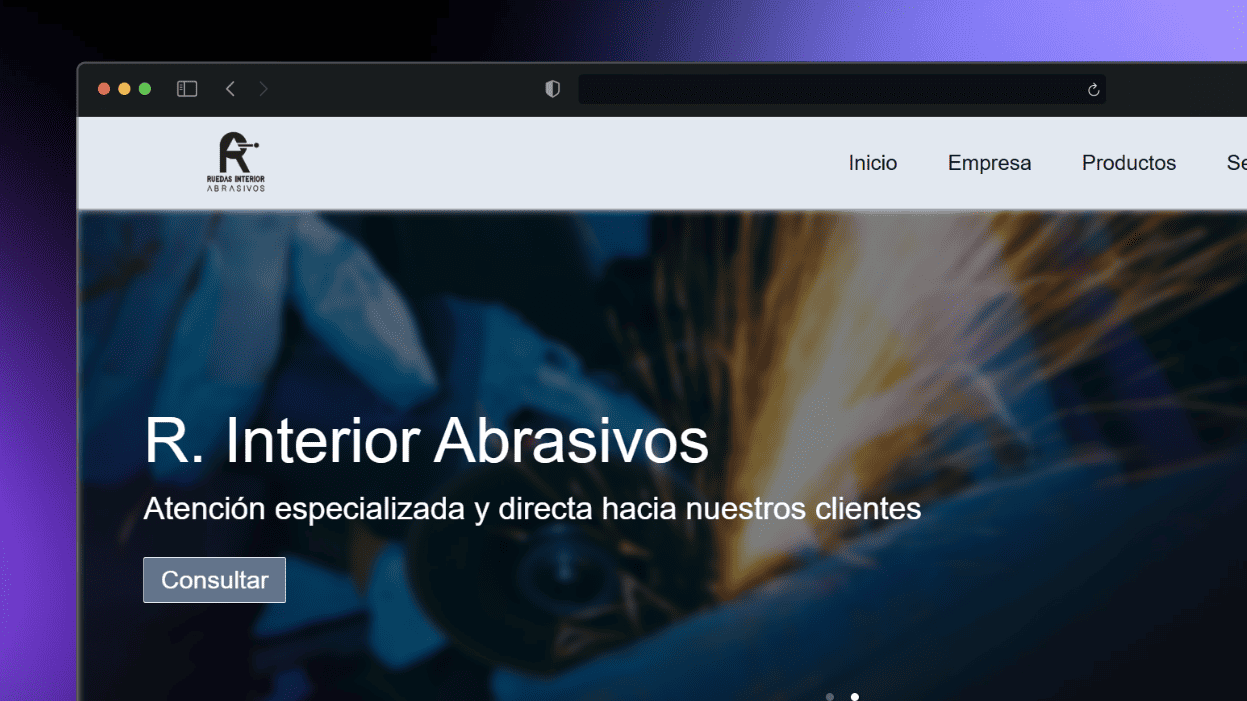 RUEDAS INTERIOR
ABRASIVOS
Inicio Empresa Productos Se
R. Interior Abrasivos
Atención especializada y directa hacia nuestros clientes
Consultar